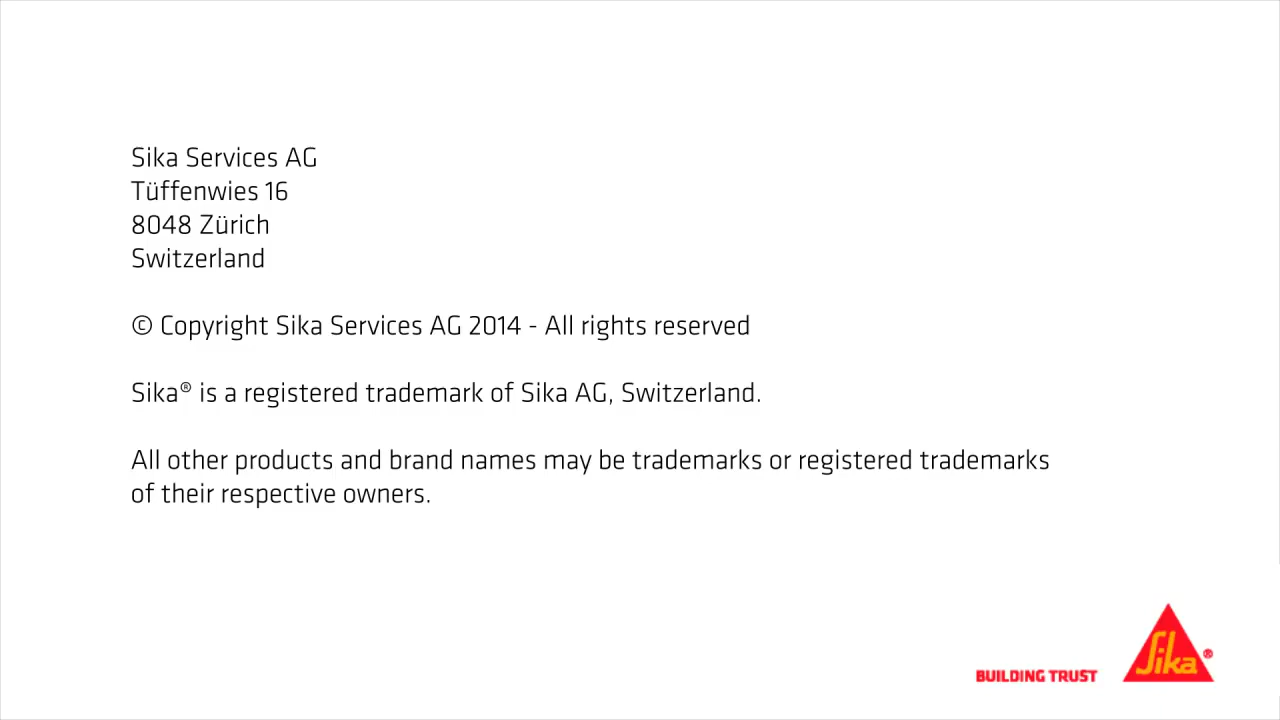 Sika Services AG
Tüffenwies 16
8048 Zürich
Switzerland
© Copyright Sika Services AG 2014 - All rights reserved
Sika® is a registered trademark of Sika AG, Switzerland.
All other products and brand names may be trademarks or registered trademarks
of their respective owners.
BUILDING TRUST
Sika®